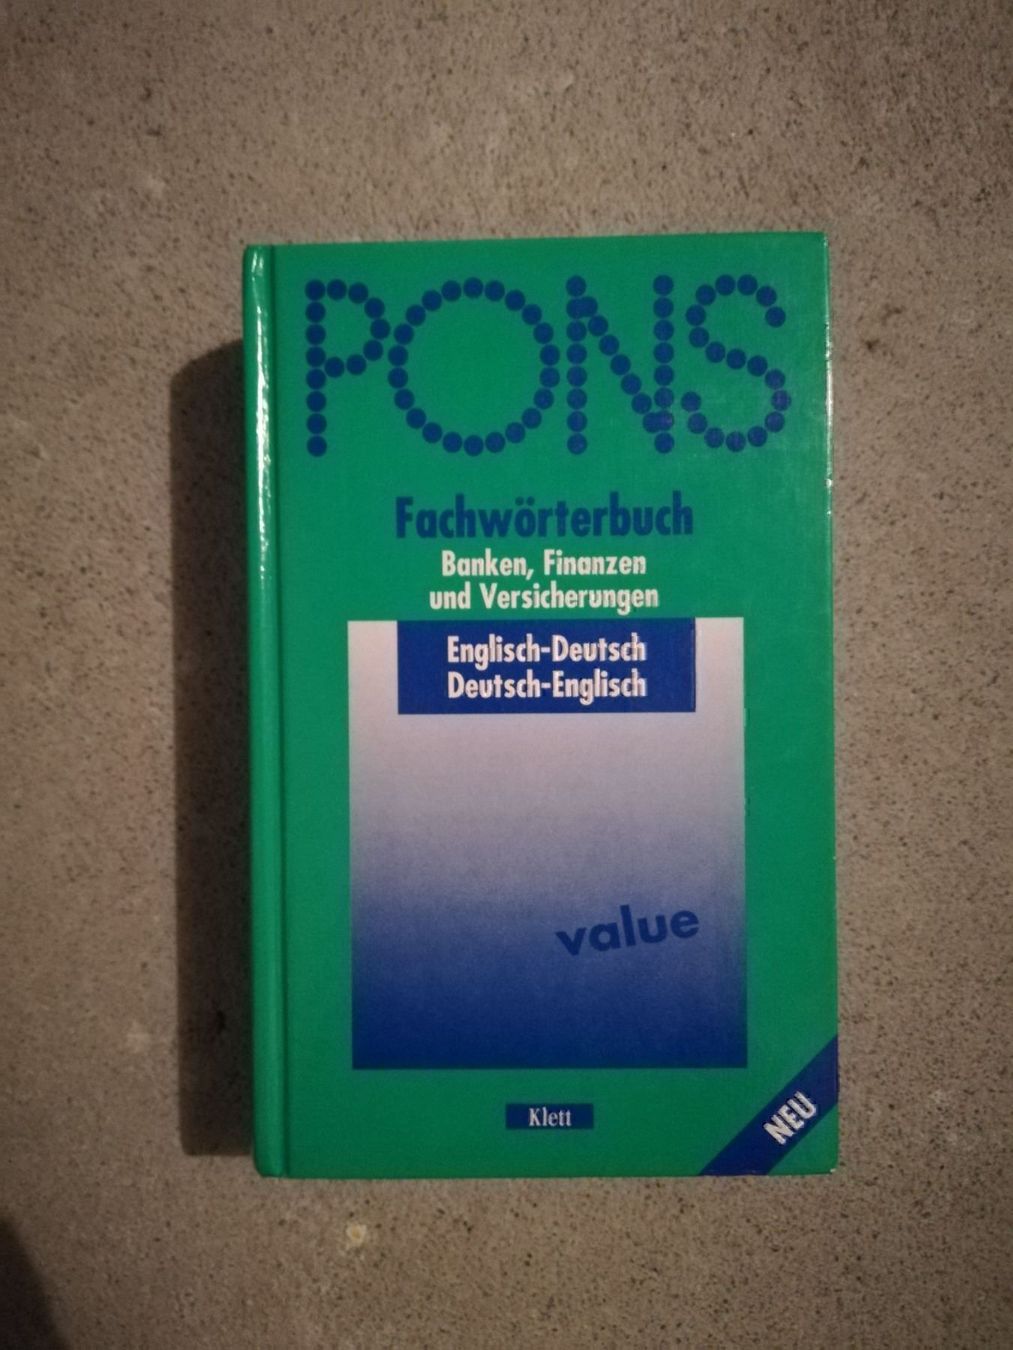 PONS
Fachwörterbuch
Banken, Finanzen
und Versicherungen
Englisch-Deutsch
Deutsch-Englisch
value
Klett
NEU